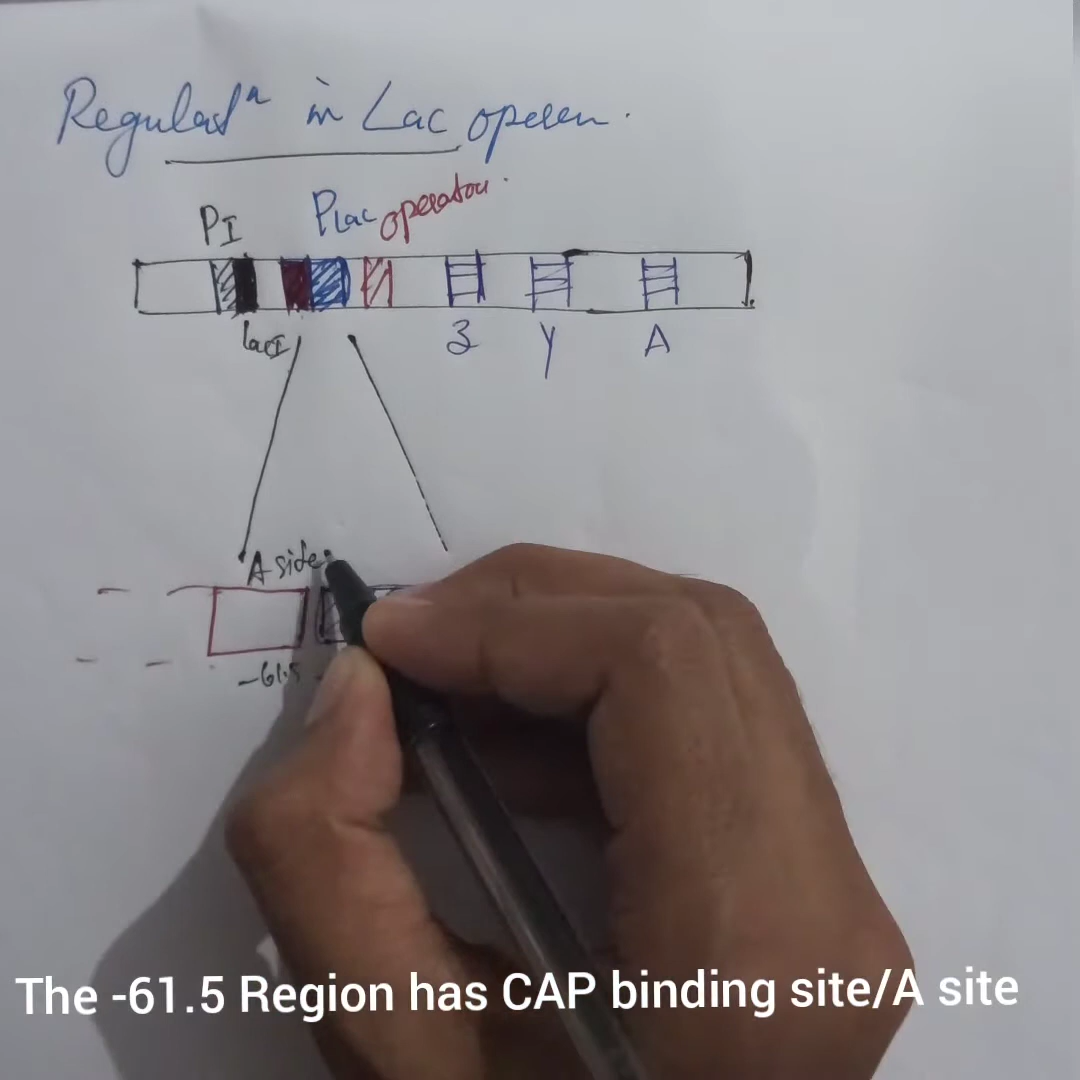 Regulatⁿ in Lac operon.
PI Plac operator
lacI
Z Y A
A side
-61.5
The -61.5 Region has CAP binding site/A site